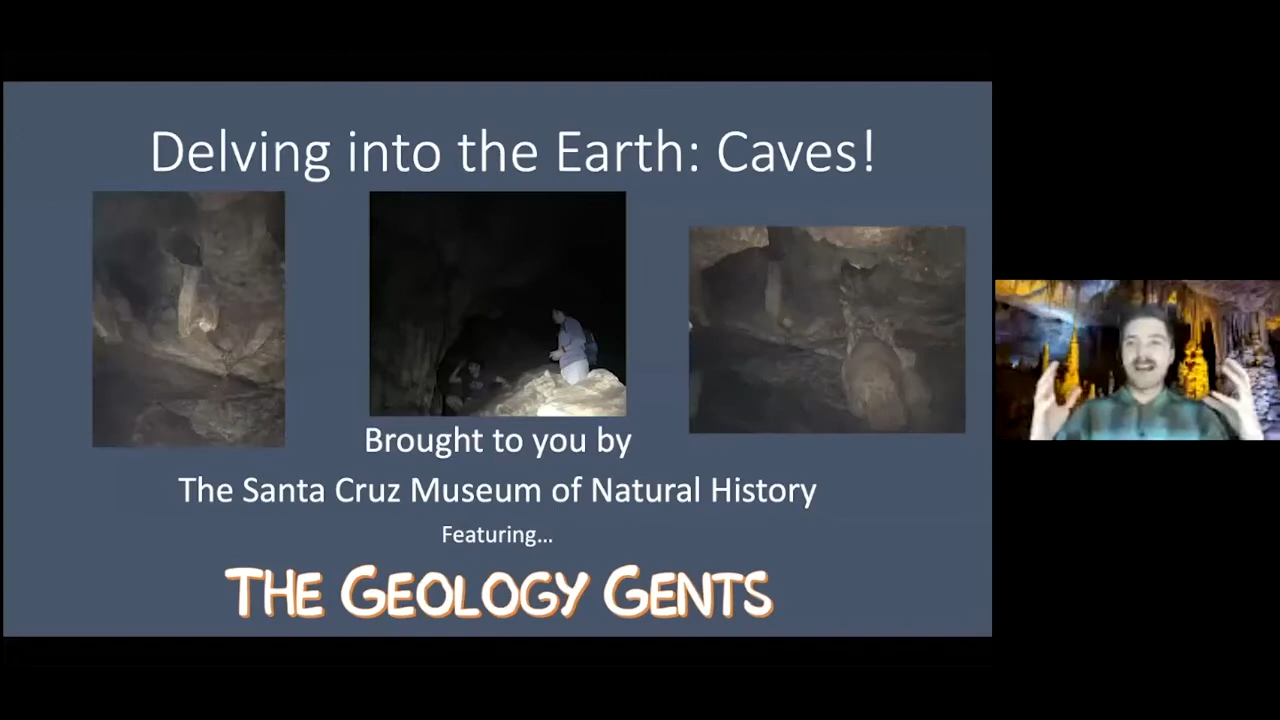 Delving into the Earth: Caves!
Brought to you by
The Santa Cruz Museum of Natural History
Featuring...
THE GEOLOGY GENTS